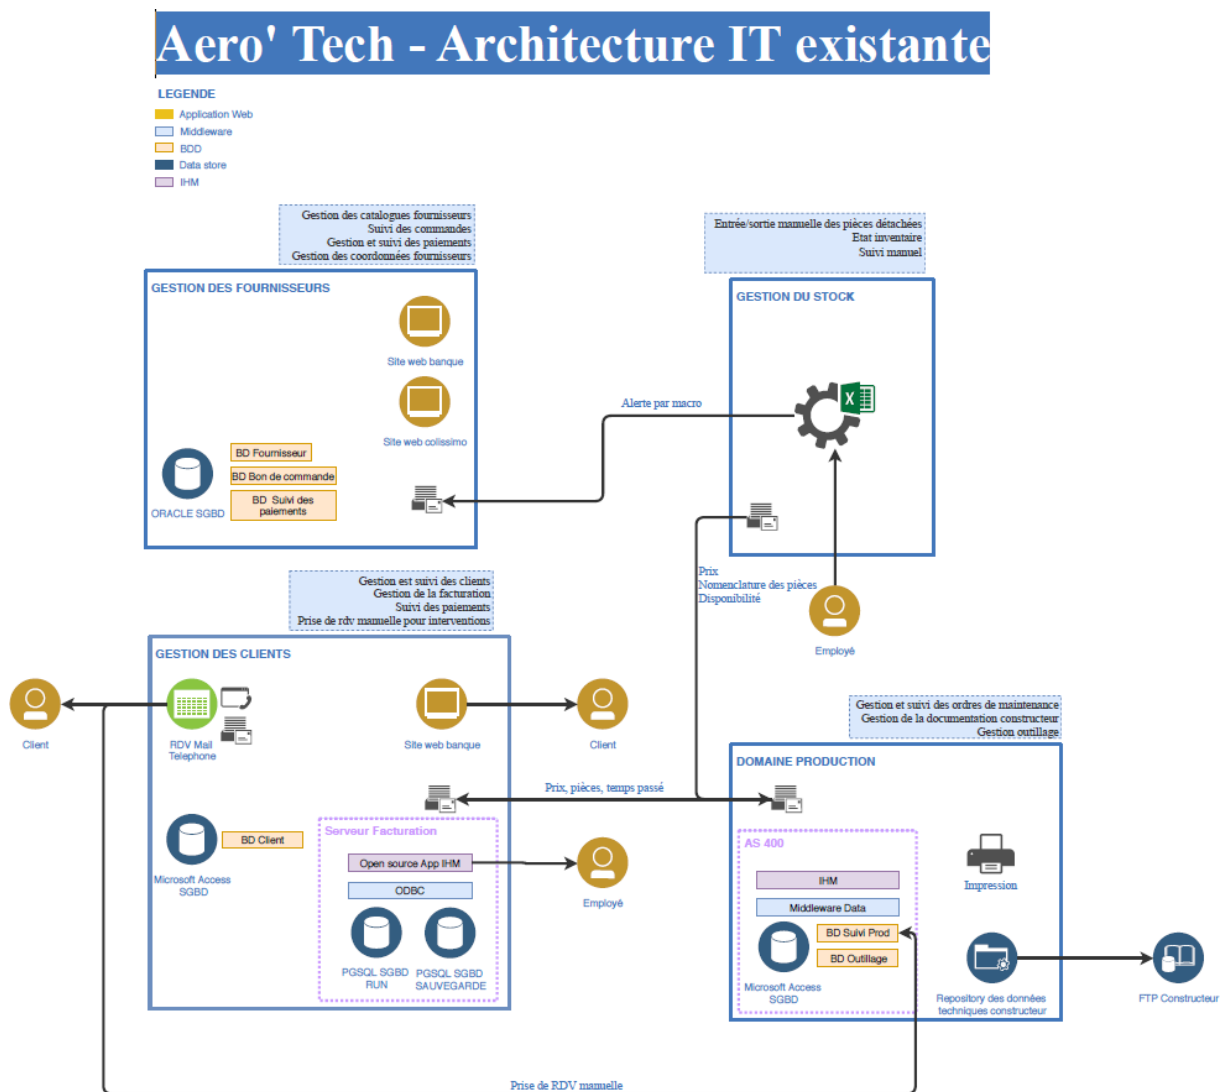 Aero' Tech - Architecture IT existante
LEGENDE
Application Web
Middleware
BDD
Data store
IHM
Gestion des catalogues fournisseurs
Suivi des commandes
Gestion et suivi des paiements
Gestion des coordonnées fournisseurs
Entrée/sortie manuelle des pièces détachées
Etat inventaire
Suivi manuel
GESTION DES FOURNISSEURS
Site web banque
Site web colissimo
BD Fournisseur
BD Bon de commande
BD Suivi des
paiements
ORACLE SGBD
Alerte par macro
GESTION DU STOCK
X
Prix
Nomenclature des pièces
Disponibilité
Employé
Gestion est suivi des clients
Gestion de la facturation
Suivi des paiements
Prise de rdv manuelle pour interventions
GESTION DES CLIENTS
Client
RDV Mail
Telephone
Site web banque
Client
Prix, pièces, temps passé
BD Client
Microsoft Access
SGBD
Serveur Facturation
Open source App IHM
ODBC
PGSQL SGBD
RUN
PGSQL SGBD
SAUVEGARDE
Employé
Gestion et suivi des ordres de maintenance
Gestion de la documentation constructeur
Gestion outillage
DOMAINE PRODUCTION
AS 400
IHM
Middleware Data
BD Suivi Prod
BD Outillage
Microsoft Access
SGBD
Impression
Repository des données
techniques constructeur
FTP Constructeur
Prise de RDV manuelle